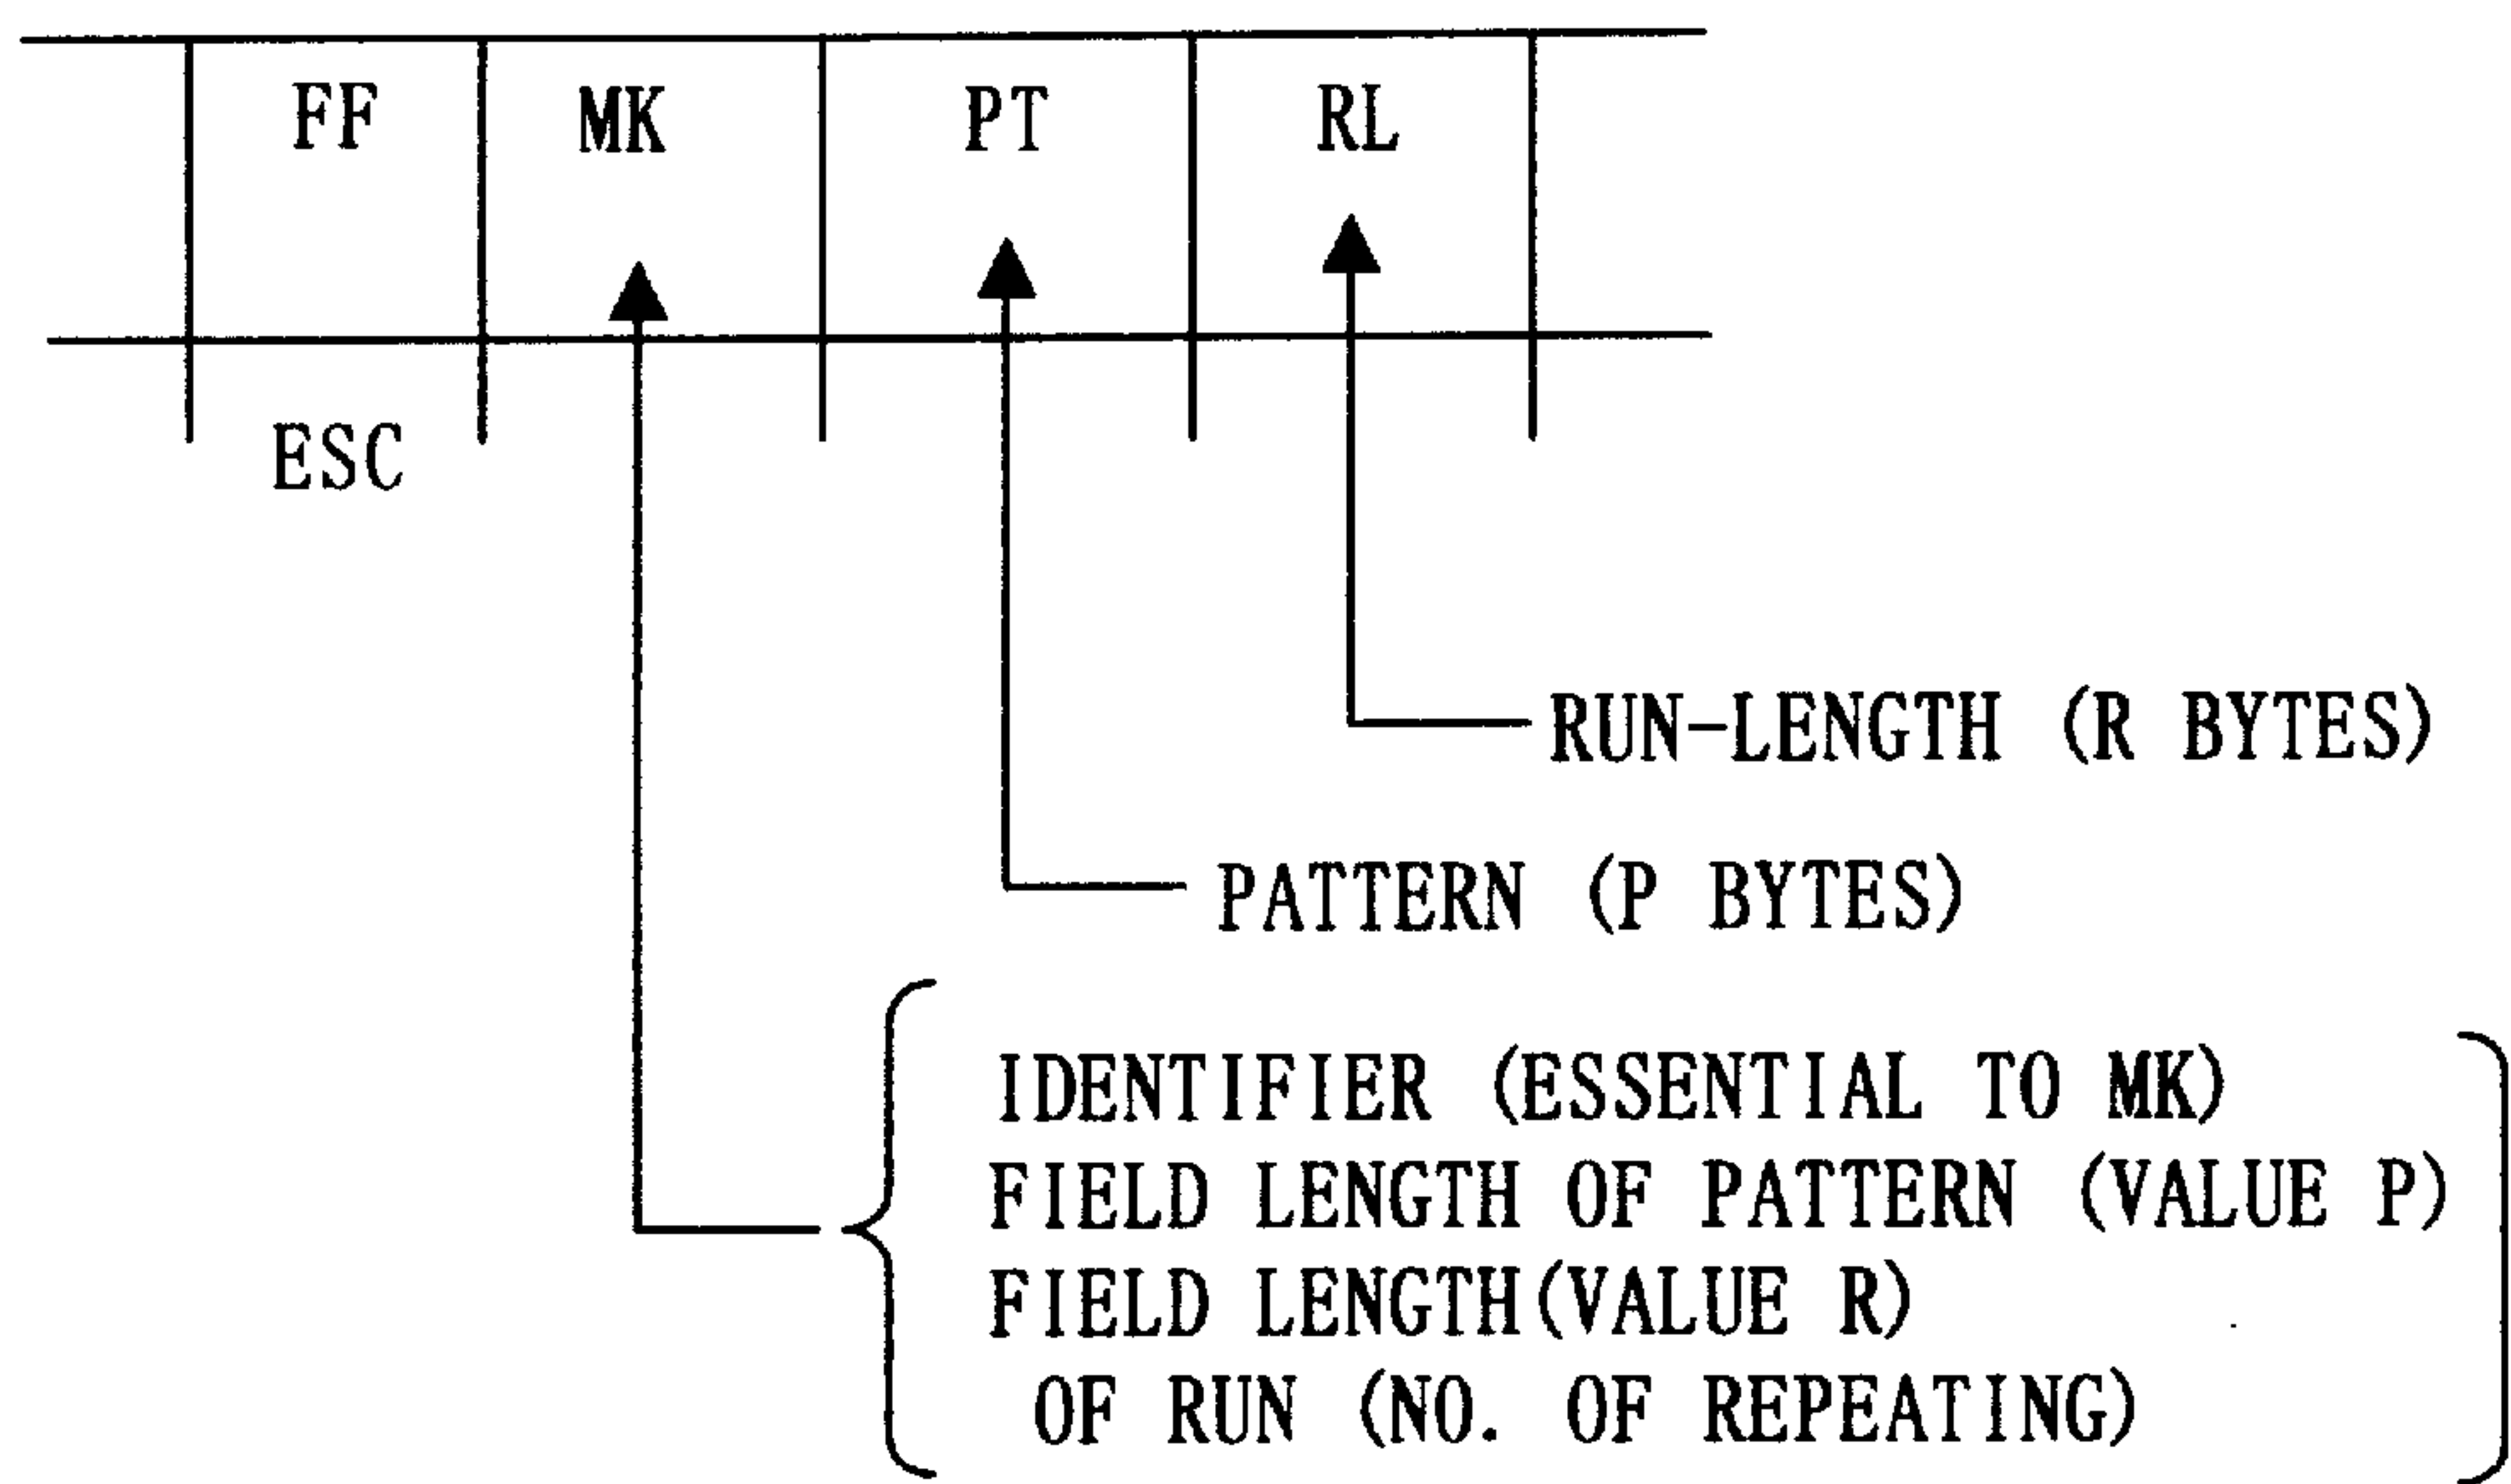 FF MK PT RL
ESC
RUN-LENGTH (R BYTES)
PATTERN (P BYTES)
IDENTIFIER (ESSENTIAL TO MK)
FIELD LENGTH OF PATTERN (VALUE P)
FIELD LENGTH(VALUE R)
OF RUN (NO. OF REPEATING)